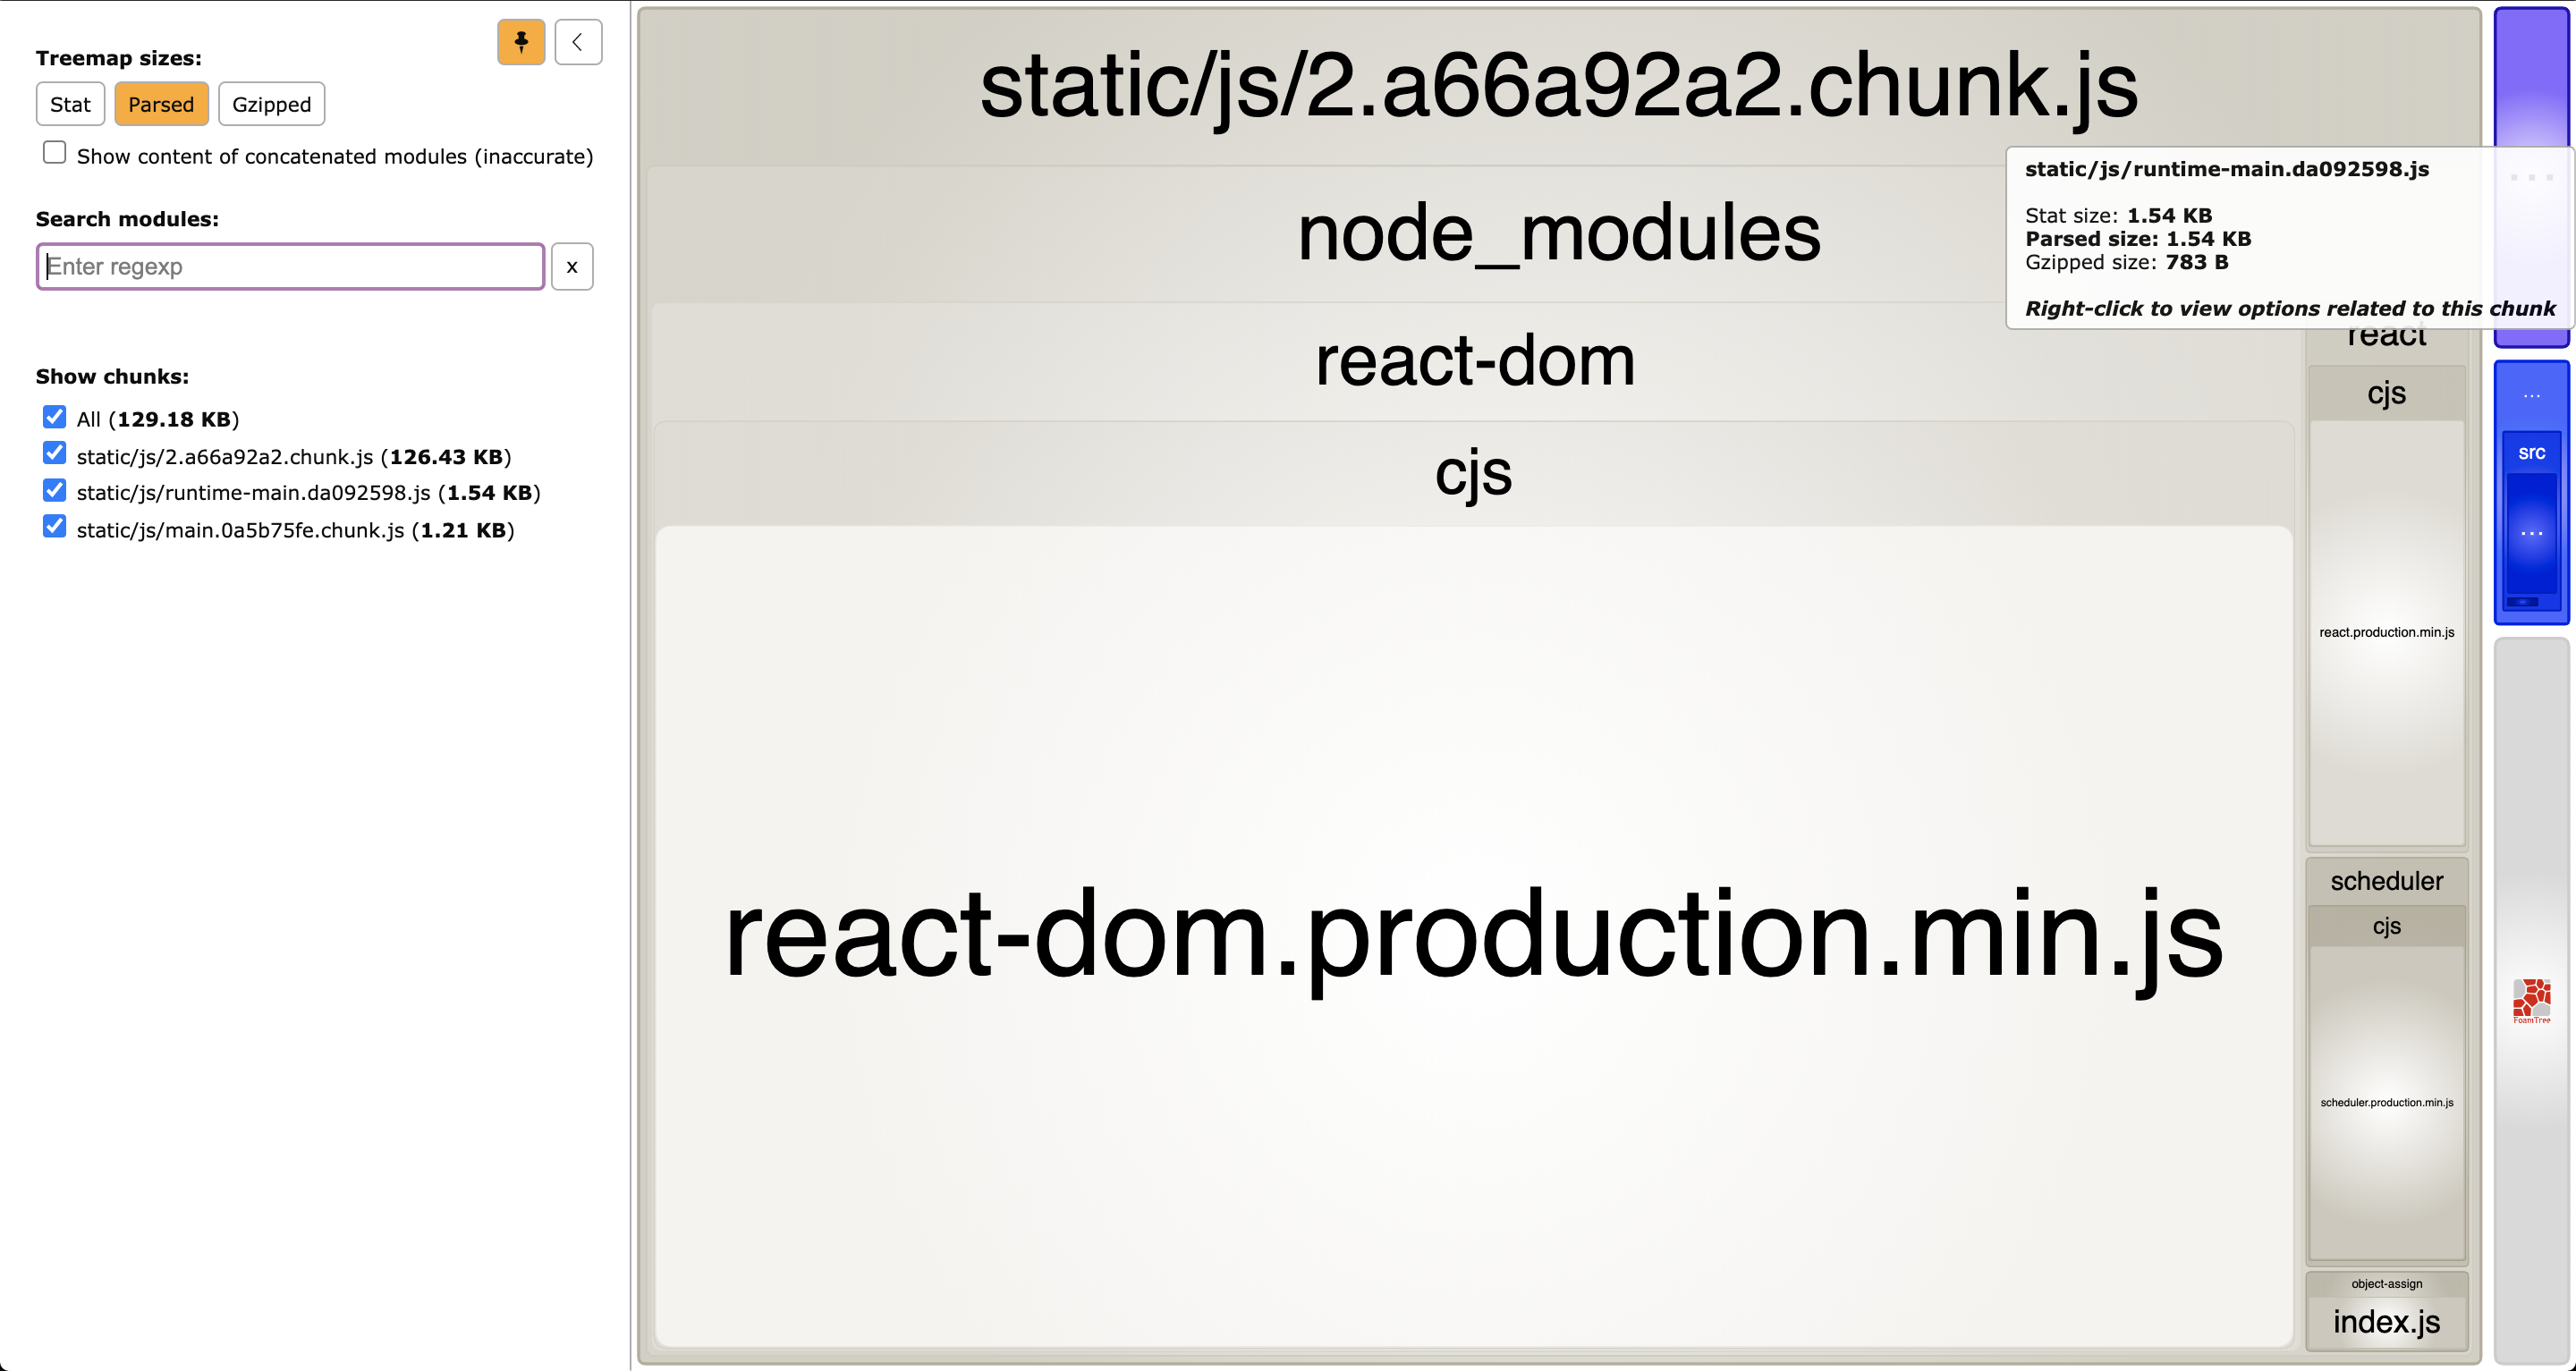 Treemap sizes:
Stat
Parsed
Gzipped
Show content of concatenated modules (inaccurate)
Search modules:
Enter regexp
x
Show chunks:
All (129.18 KB)
static/js/2.a66a92a2.chunk.js (126.43 KB)
static/js/runtime-main.da092598.js (1.54 KB)
static/js/main.0a5b75fe.chunk.js (1.21 KB)
static/js/2.a66a92a2.chunk.js
node_modules
react-dom
cjs
react-dom.production.min.js
static/js/runtime-main.da092598.js
Stat size: 1.54 KB
Parsed size: 1.54 KB
Gzipped size: 783 B
Right-click to view options related to this chunk
react
cjs
react.production.min.js
scheduler
cjs
scheduler.production.min.js
object-assign
index.js
...
...
src
...
FoamTree